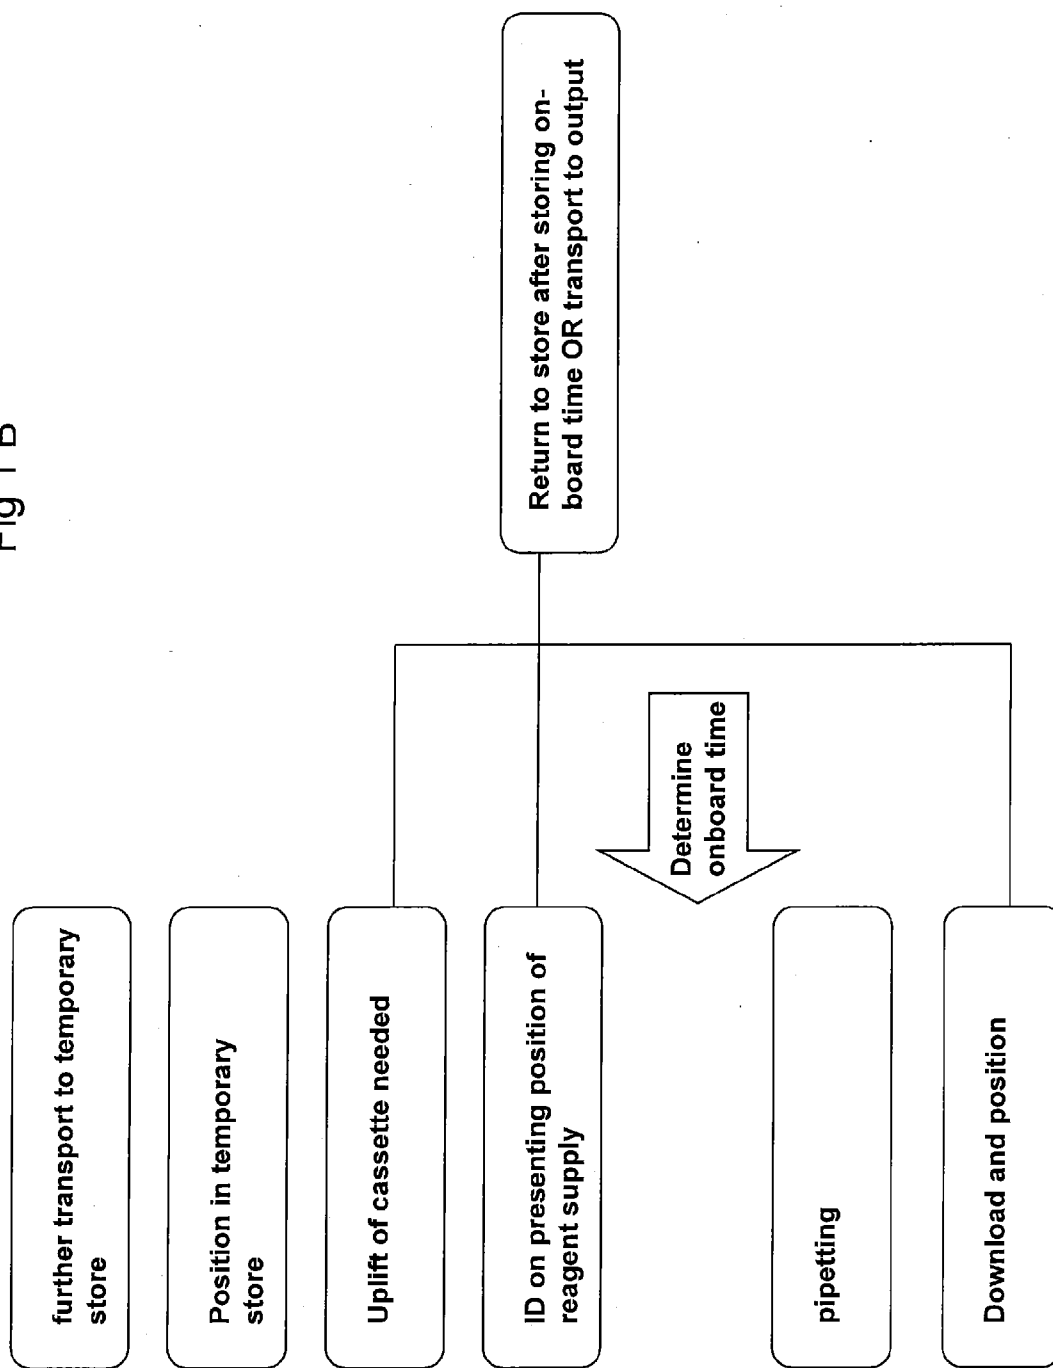 Fig 1 B
further transport to temporary
store
Position in temporary
store
Uplift of cassette needed
ID on presenting position of
reagent supply
Determine
onboard time
pipetting
Download and position
Return to store after storing on-
board time OR transport to output